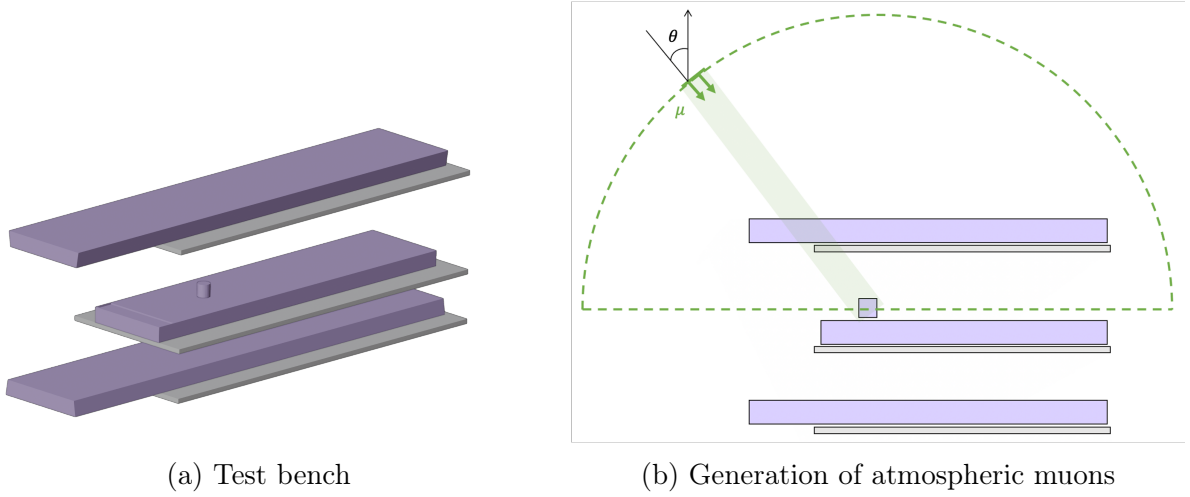 θ
μ
(a) Test bench
(b) Generation of atmospheric muons